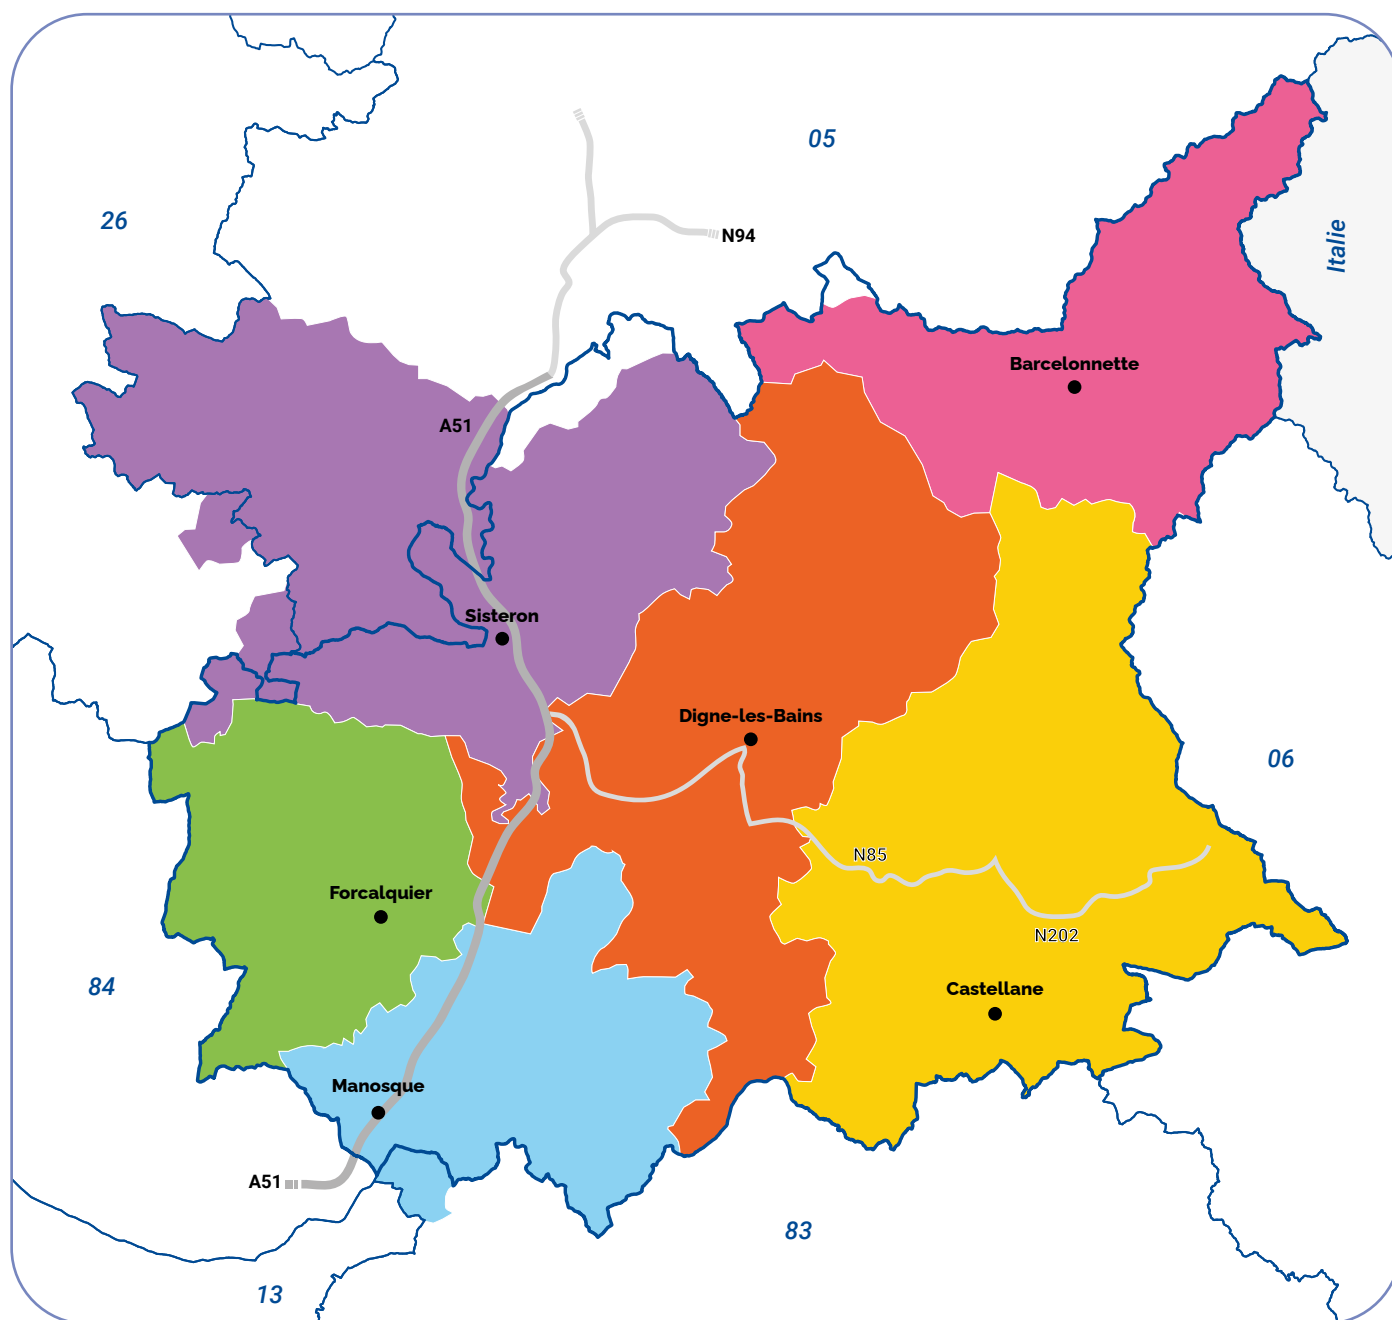 05
26
N94
Italie
Barcelonnette
A51
Sisteron
Digne-les-Bains
06
N85
Forcalquier
N202
84
Castellane
Manosque
A51
83
13